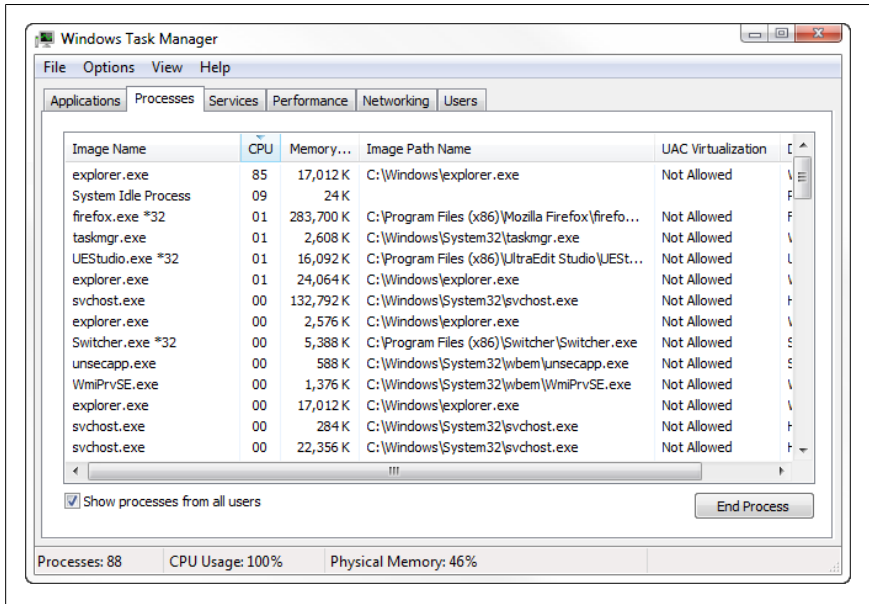 Windows Task Manager
File Options View Help
Applications Processes Services Performance Networking Users
Image Name CPU Memory... Image Path Name UAC Virtualization
explorer.exe 85 17,012 K C:\Windows\explorer.exe Not Allowed
System Idle Process 09 24 K
firefox.exe *32 01 283,700 K C:\Program Files (x86)\Mozilla Firefox\firefo... Not Allowed
taskmgr.exe 01 2,608 K C:\Windows\System32\taskmgr.exe Not Allowed
UEStudio.exe *32 01 16,092 K C:\Program Files (x86)\UltraEdit Studio\UESt... Not Allowed
explorer.exe 01 24,064 K C:\Windows\explorer.exe Not Allowed
svchost.exe 00 132,792 K C:\Windows\System32\svchost.exe Not Allowed
explorer.exe 00 2,576 K C:\Windows\explorer.exe Not Allowed
Switcher.exe *32 00 5,388 K C:\Program Files (x86)\Switcher\Switcher.exe Not Allowed
unsecapp.exe 00 588 K C:\Windows\System32\wbem\unsecapp.exe Not Allowed
WmiPrvSE.exe 00 1,376 K C:\Windows\System32\wbem\WmiPrvSE.exe Not Allowed
explorer.exe 00 17,012 K C:\Windows\explorer.exe Not Allowed
svchost.exe 00 284 K C:\Windows\System32\svchost.exe Not Allowed
svchost.exe 00 22,356 K C:\Windows\System32\svchost.exe Not Allowed
Show processes from all users
End Process
Processes: 88 CPU Usage: 100% Physical Memory: 46%